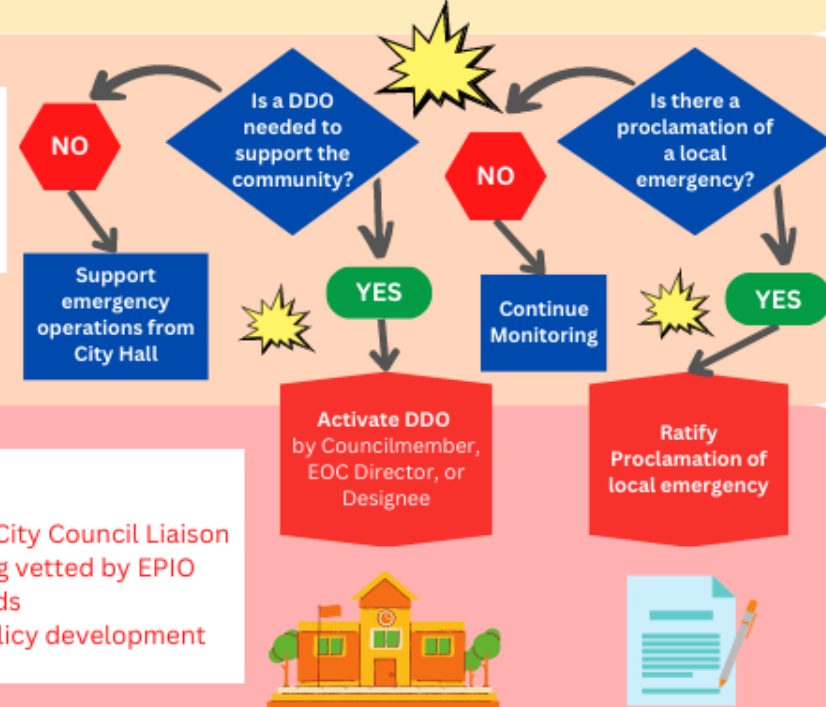 Is a DDO
needed to
support the
community?
NO
Support
emergency
operations from
City Hall
YES
Activate DDO
by Councilmember,
EOC Director, or
Designee
Is there a
proclamation of
a local
emergency?
NO
Continue
Monitoring
YES
Ratify
Proclamation of
local emergency
City Council Liaison
vetted by EPIO
development